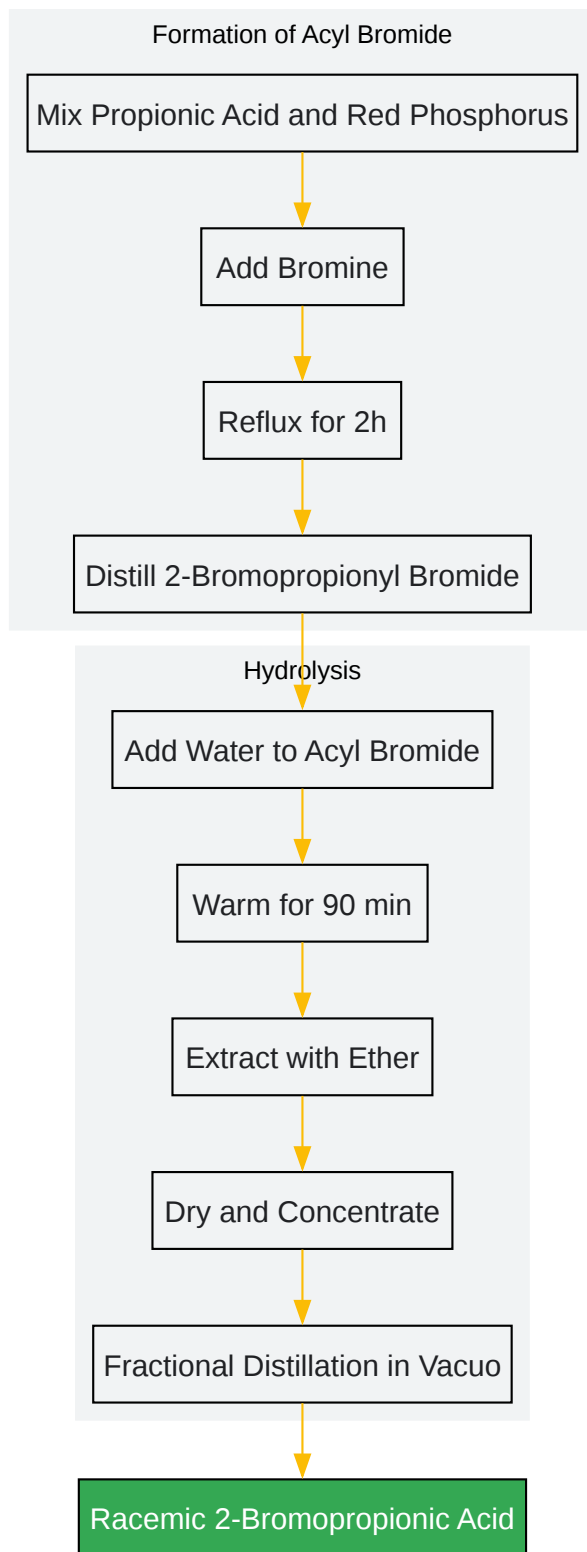 Formation of Acyl Bromide
Mix Propionic Acid and Red Phosphorus
Add Bromine
Reflux for 2h
Distill 2-Bromopropionyl Bromide
Hydrolysis
Add Water to Acyl Bromide
Warm for 90 min
Extract with Ether
Dry and Concentrate
Fractional Distillation in Vacuo
Racemic 2-Bromopropionic Acid